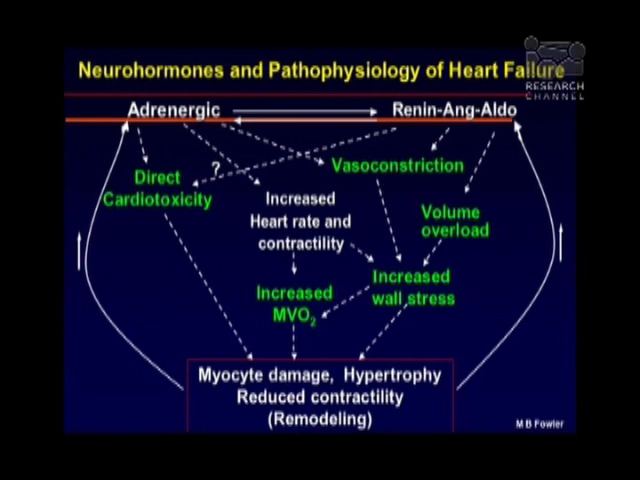 Neurohormones and Pathophysiology of Heart Failure
RESEARCH
CHANNEL
Adrenergic
Renin-Ang-Aldo
?
Vasoconstriction
Direct
Cardiotoxicity
Increased
Heart rate and
contractility
Volume
overload
Increased
wall stress
Increased
MVO₂
Myocyte damage, Hypertrophy
Reduced contractility
(Remodeling)
M B Fowler